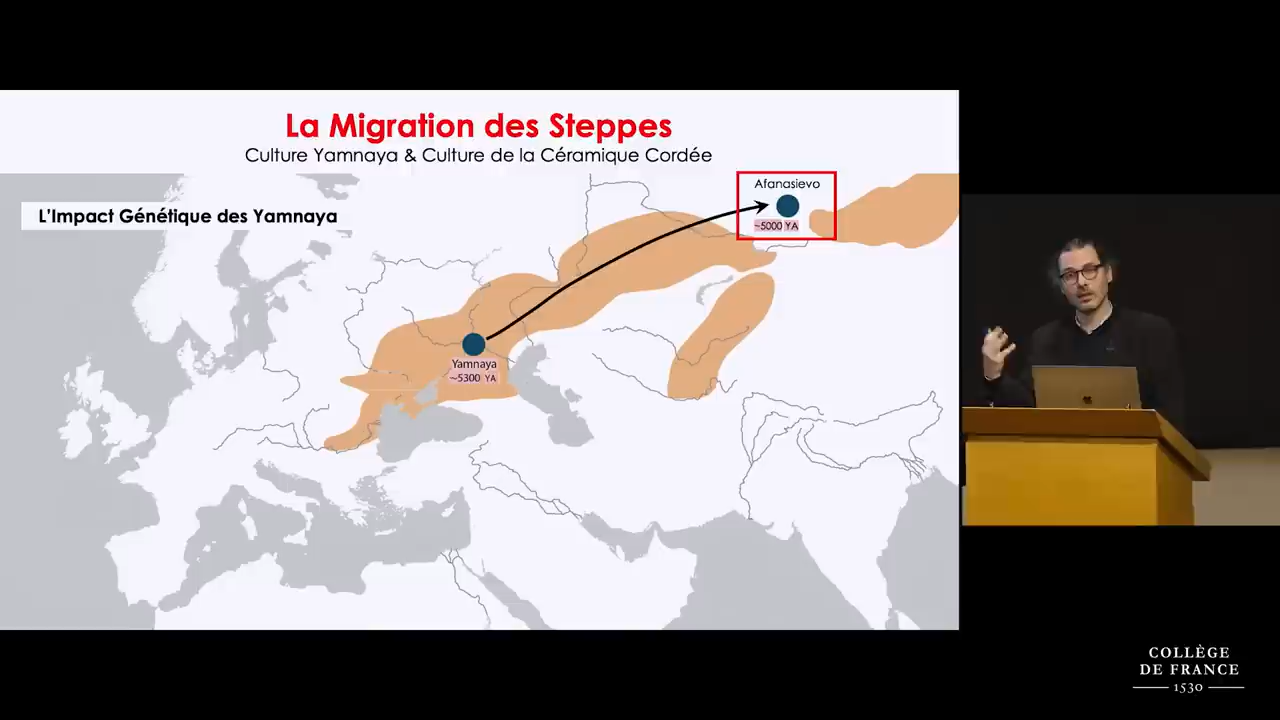 La Migration des Steppes
Culture Yamnaya & Culture de la Céramique Cordée
L'Impact Génétique des Yamnaya
Afanasievo
~5000 YA
Yamnaya
~5300 YA
COLLÈGE
DE FRANCE
1530